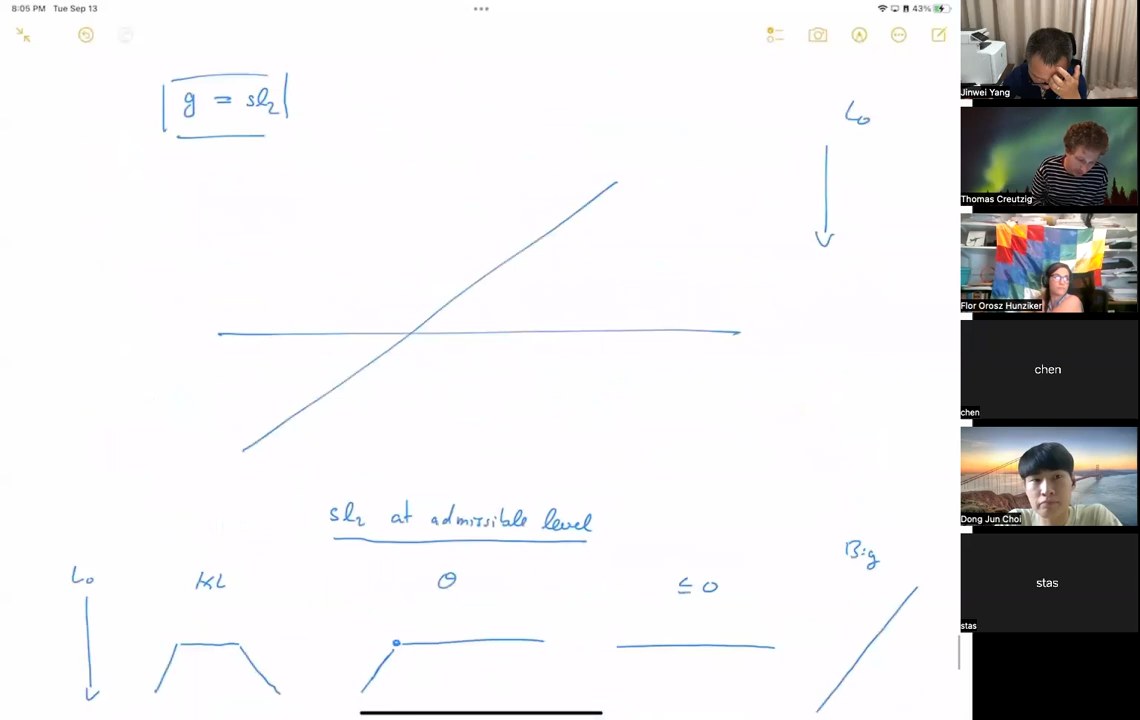 8:05 PM Tue Sep 13
43%
g = sl₂
L₀
sl₂ at admissible level
Big
L₀
KL
≤ 0
Jinwei Yang
Thomas Creutzig
Flor Orosz Hunziker
chen
chen
Dong Jun Choi
stas
stas